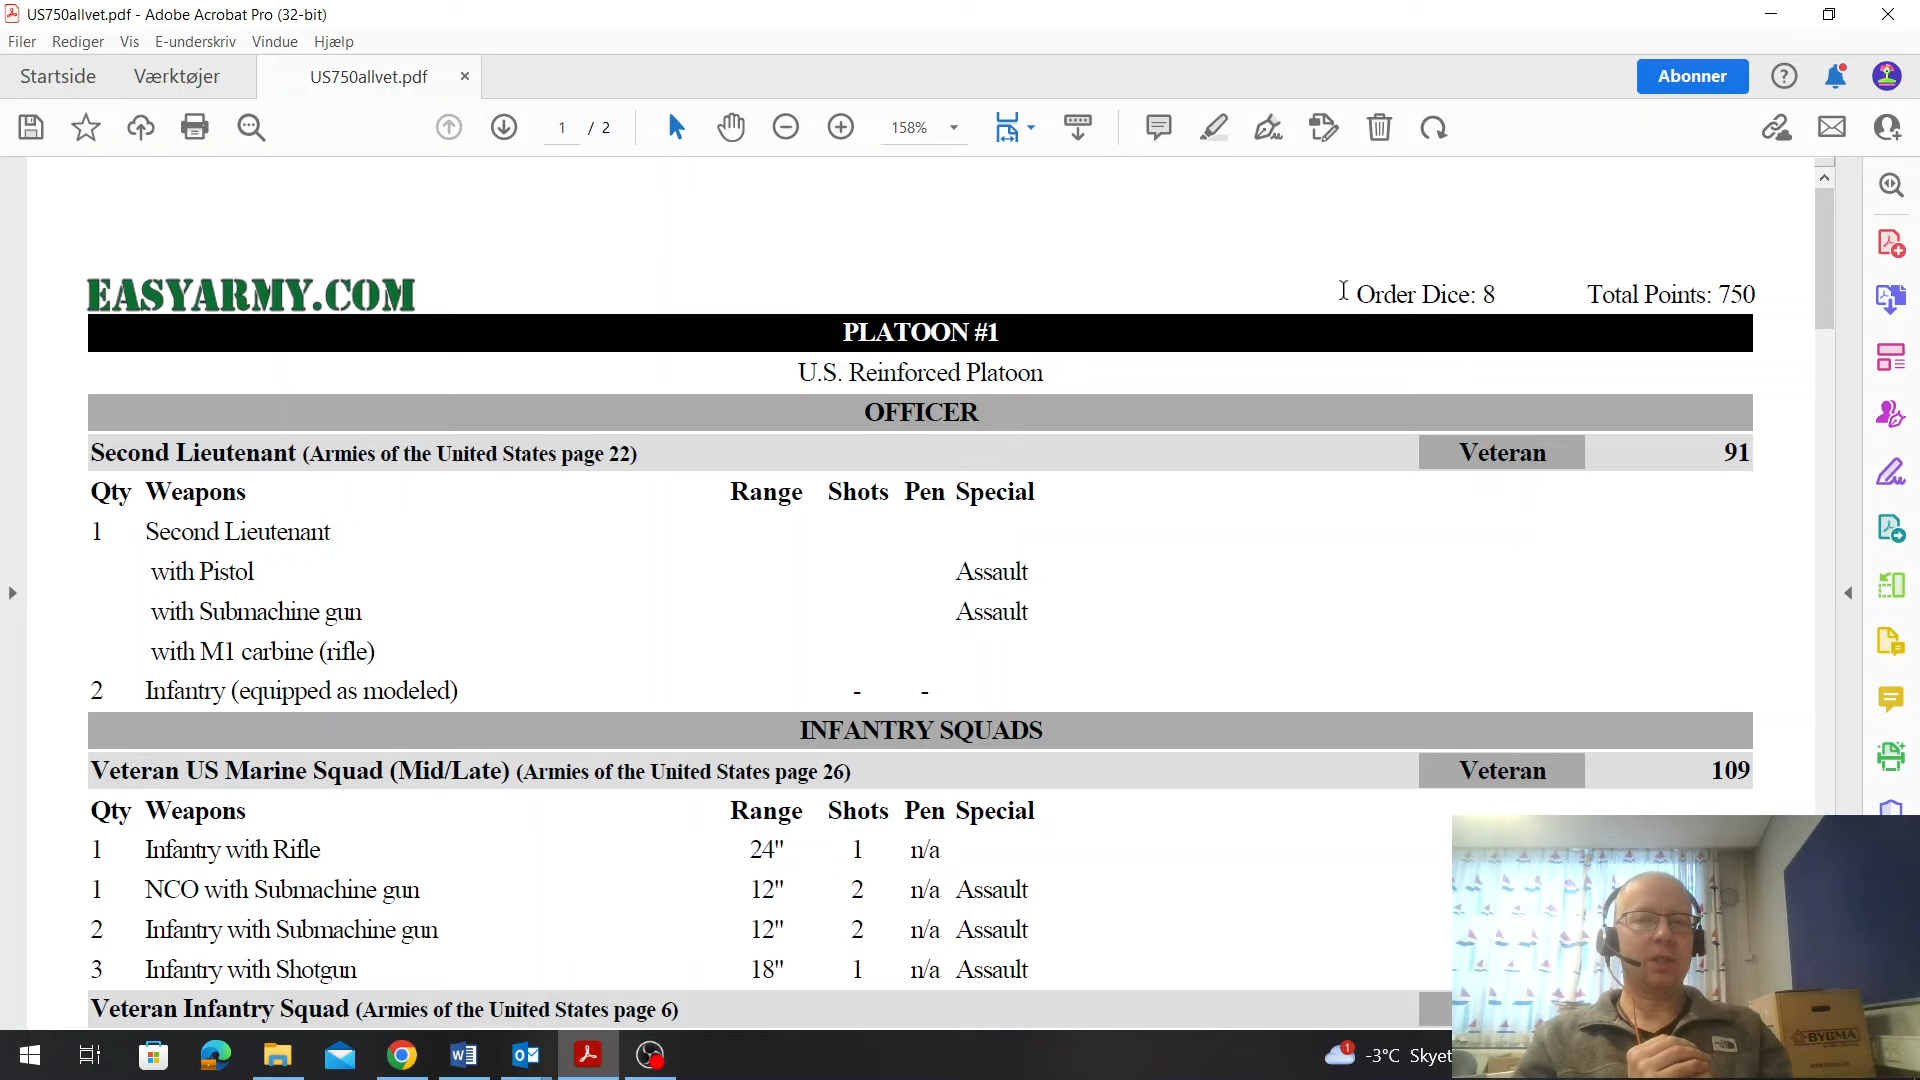 US750allvet.pdf - Adobe Acrobat Pro (32-bit)
Filer Rediger Vis E-underskriv Vindue Hjælp
Startside Værktøjer US750allvet.pdf × Abonner
1 / 2 158%
EASYARMY.COM Order Dice: 8 Total Points: 750
PLATOON #1
U.S. Reinforced Platoon
OFFICER
Second Lieutenant (Armies of the United States page 22) Veteran 91
Qty Weapons Range Shots Pen Special
1 Second Lieutenant
with Pistol Assault
with Submachine gun Assault
with M1 carbine (rifle)
2 Infantry (equipped as modeled) - -
INFANTRY SQUADS
Veteran US Marine Squad (Mid/Late) (Armies of the United States page 26) Veteran 109
Qty Weapons Range Shots Pen Special
1 Infantry with Rifle 24" 1 n/a
1 NCO with Submachine gun 12" 2 n/a Assault
2 Infantry with Submachine gun 12" 2 n/a Assault
3 Infantry with Shotgun 18" 1 n/a Assault
Veteran Infantry Squad (Armies of the United States page 6)
BYGMA
1 -3°C Skyet